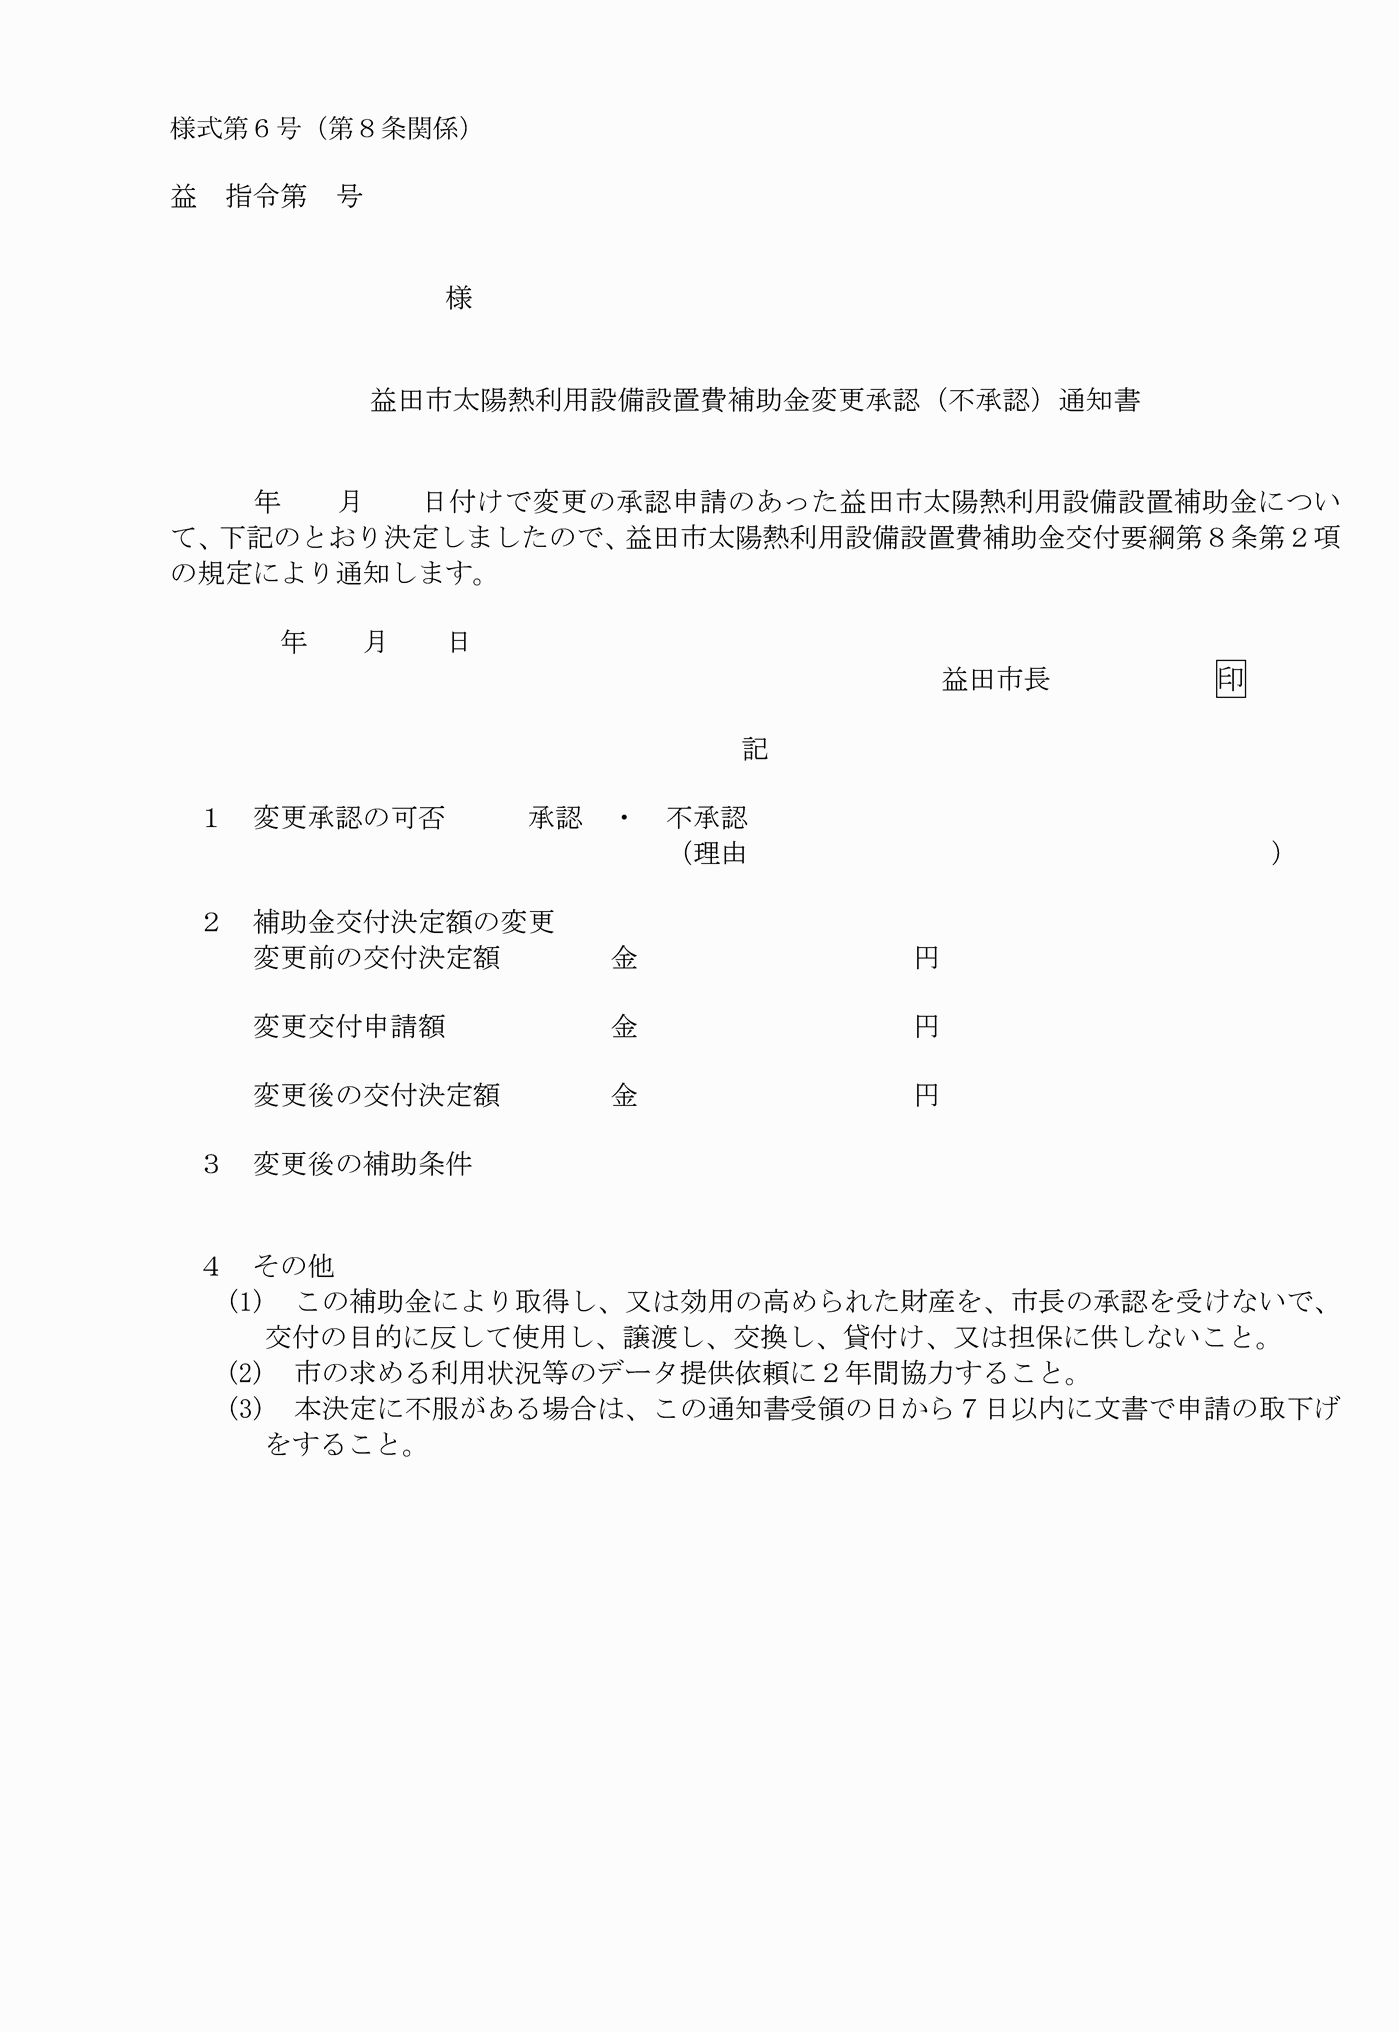 様式第６号（第８条関係）
益　指令第　号
様
益田市太陽熱利用設備設置費補助金変更承認（不承認）通知書
年　　月　　日付けで変更の承認申請のあった益田市太陽熱利用設備設置補助金につい
て、下記のとおり決定しましたので、益田市太陽熱利用設備設置費補助金交付要綱第８条第２項
の規定により通知します。
年　　月　　日
益田市長　　　　　　印
記
１　変更承認の可否　　　承認　・　不承認
（理由　　　　　　　　　　　　　　　　　　　）
２　補助金交付決定額の変更
変更前の交付決定額　　　　金　　　　　　　　　　円
変更交付申請額　　　　　　金　　　　　　　　　　円
変更後の交付決定額　　　　金　　　　　　　　　　円
３　変更後の補助条件
４　その他
(1)　この補助金により取得し、又は効用の高められた財産を、市長の承認を受けないで、
交付の目的に反して使用し、譲渡し、交換し、貸付け、又は担保に供しないこと。
(2)　市の求める利用状況等のデータ提供依頼に２年間協力すること。
(3)　本決定に不服がある場合は、この通知書受領の日から７日以内に文書で申請の取下げ
をすること。